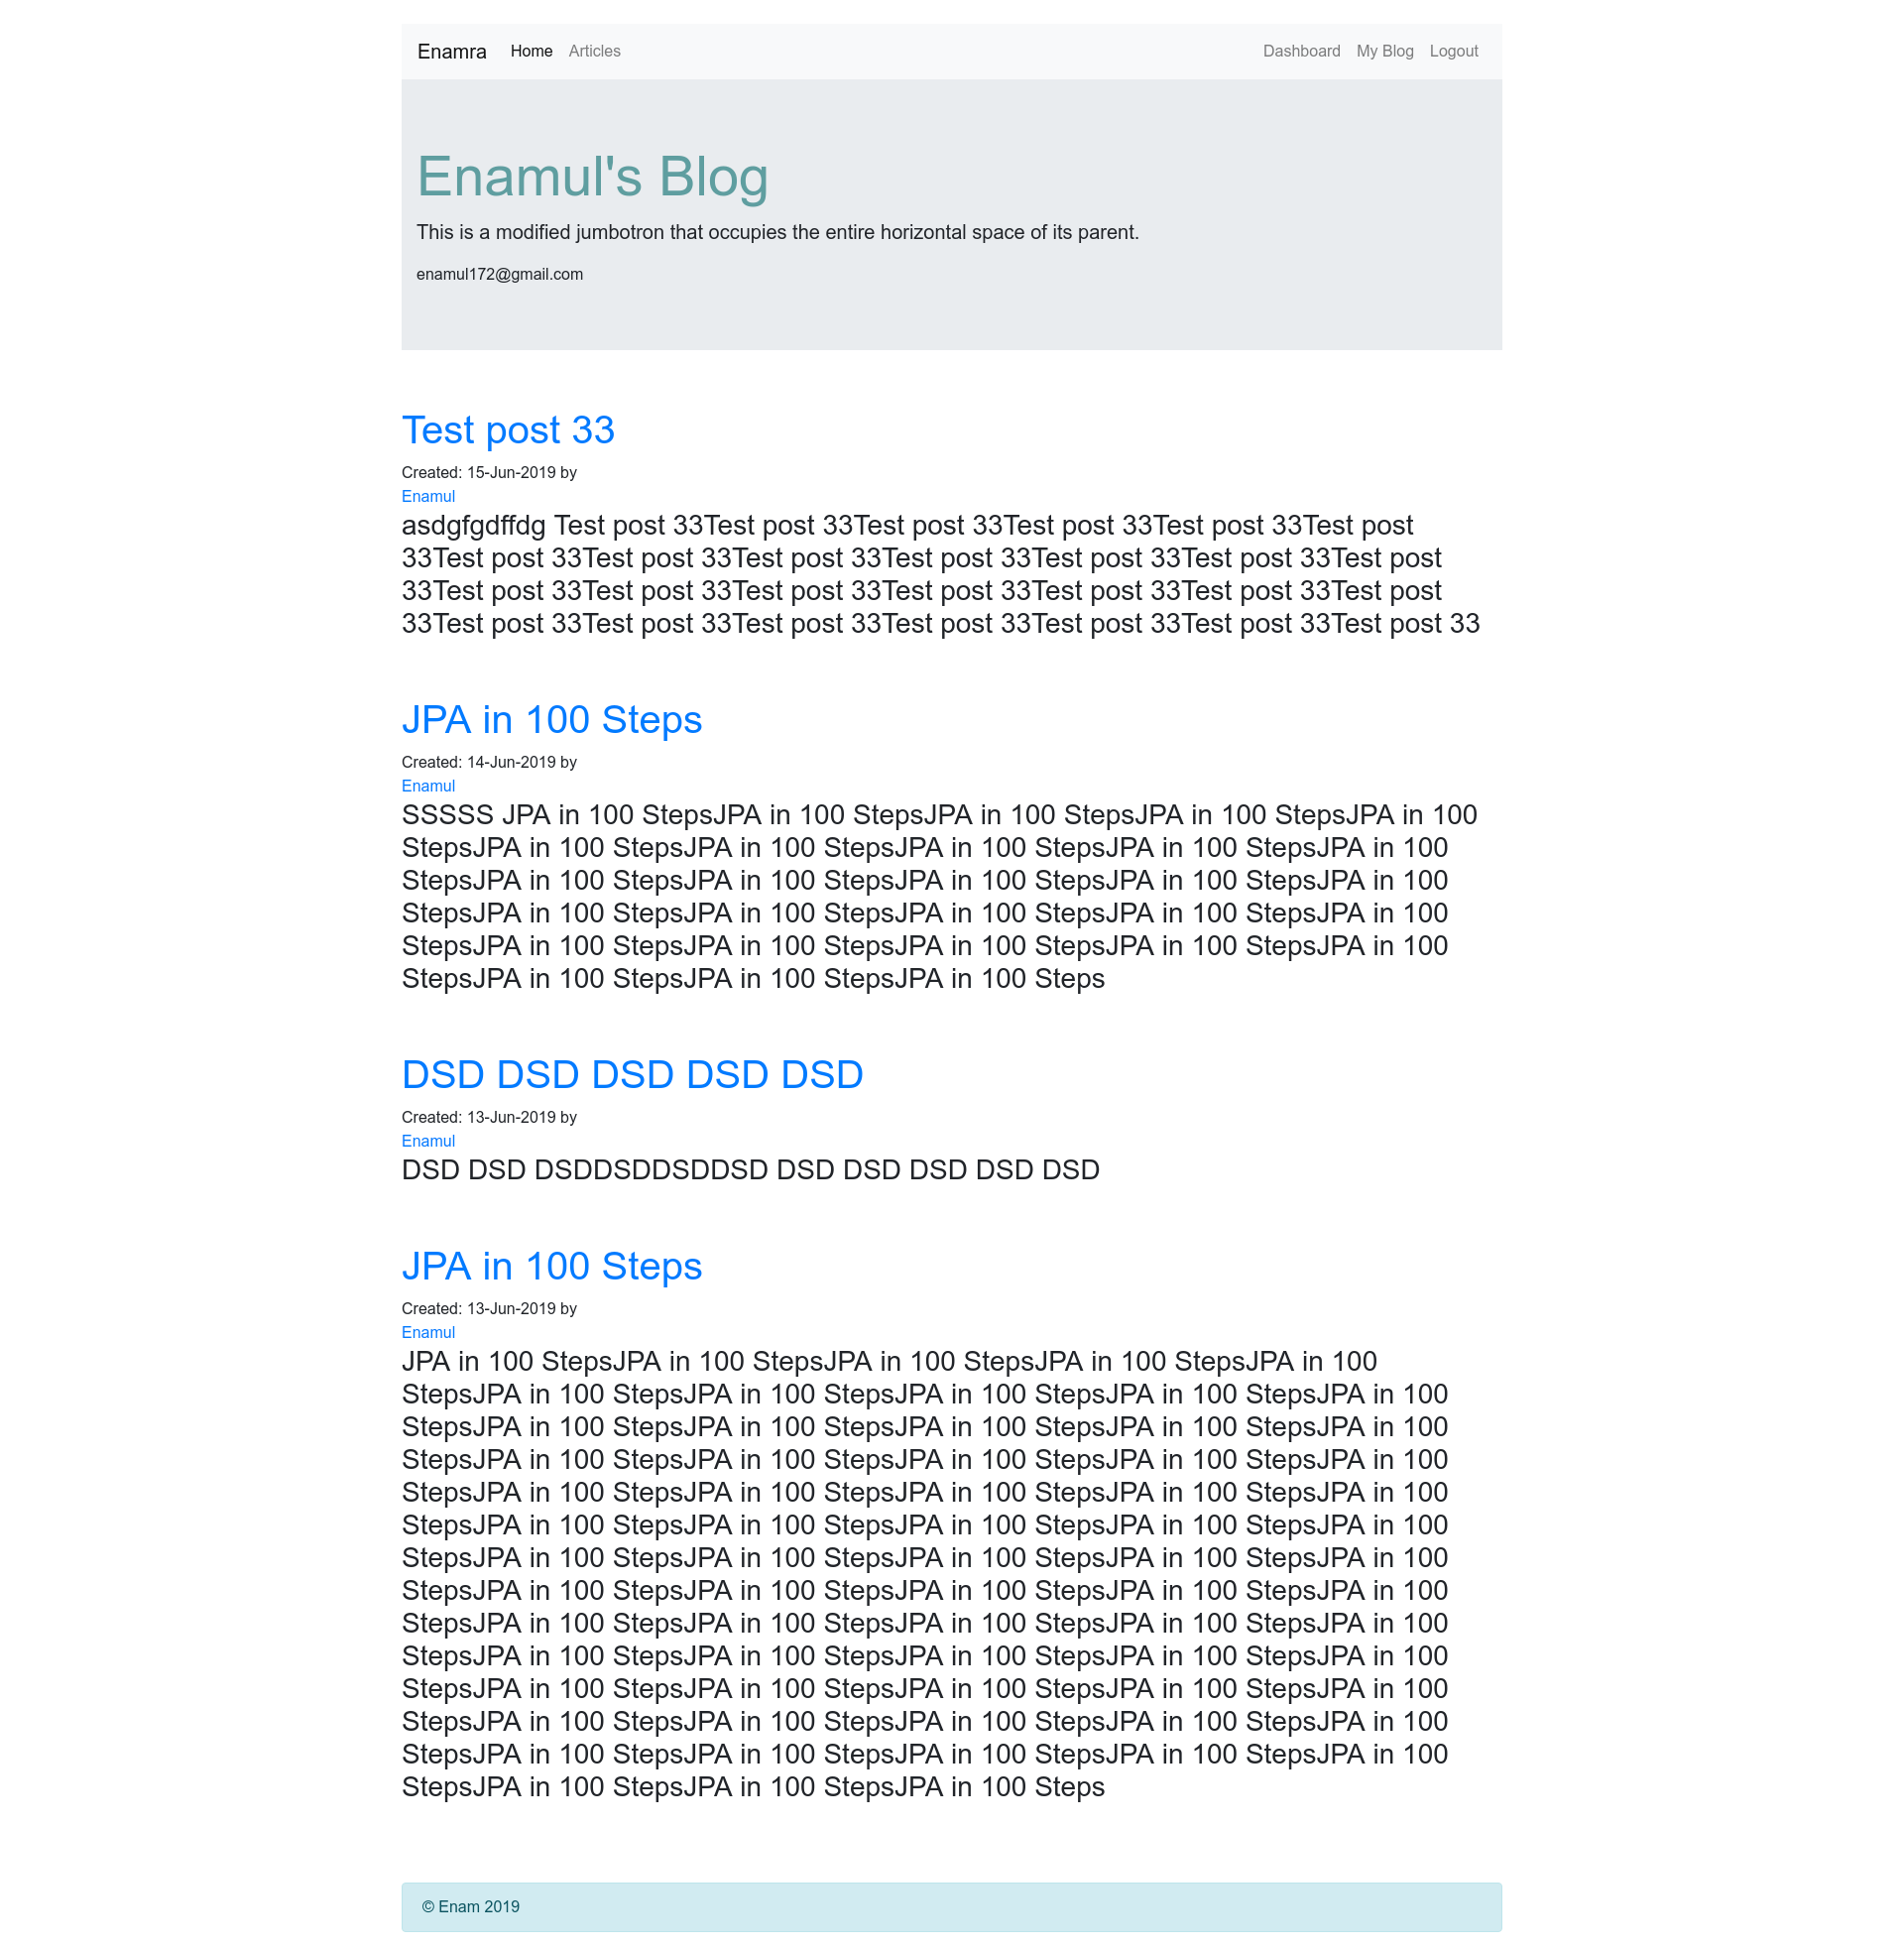 Enamra Home Articles Dashboard My Blog Logout
Enamul's Blog
This is a modified jumbotron that occupies the entire horizontal space of its parent.
enamul172@gmail.com
Test post 33
Created: 15-Jun-2019 by
Enamul
asdgfgdffdg Test post 33Test post 33Test post 33Test post 33Test post 33Test post
33Test post 33Test post 33Test post 33Test post 33Test post 33Test post 33Test post
33Test post 33Test post 33Test post 33Test post 33Test post 33Test post 33Test post
33Test post 33Test post 33Test post 33Test post 33Test post 33Test post 33Test post 33
JPA in 100 Steps
Created: 14-Jun-2019 by
Enamul
SSSSS JPA in 100 StepsJPA in 100 StepsJPA in 100 StepsJPA in 100 StepsJPA in 100
StepsJPA in 100 StepsJPA in 100 StepsJPA in 100 StepsJPA in 100 StepsJPA in 100
StepsJPA in 100 StepsJPA in 100 StepsJPA in 100 StepsJPA in 100 StepsJPA in 100
StepsJPA in 100 StepsJPA in 100 StepsJPA in 100 StepsJPA in 100 StepsJPA in 100
StepsJPA in 100 StepsJPA in 100 StepsJPA in 100 StepsJPA in 100 StepsJPA in 100
StepsJPA in 100 StepsJPA in 100 StepsJPA in 100 Steps
DSD DSD DSD DSD DSD
Created: 13-Jun-2019 by
Enamul
DSD DSD DSDDSDDSDDSD DSD DSD DSD DSD DSD
JPA in 100 Steps
Created: 13-Jun-2019 by
Enamul
JPA in 100 StepsJPA in 100 StepsJPA in 100 StepsJPA in 100 StepsJPA in 100
StepsJPA in 100 StepsJPA in 100 StepsJPA in 100 StepsJPA in 100 StepsJPA in 100
StepsJPA in 100 StepsJPA in 100 StepsJPA in 100 StepsJPA in 100 StepsJPA in 100
StepsJPA in 100 StepsJPA in 100 StepsJPA in 100 StepsJPA in 100 StepsJPA in 100
StepsJPA in 100 StepsJPA in 100 StepsJPA in 100 StepsJPA in 100 StepsJPA in 100
StepsJPA in 100 StepsJPA in 100 StepsJPA in 100 StepsJPA in 100 StepsJPA in 100
StepsJPA in 100 StepsJPA in 100 StepsJPA in 100 StepsJPA in 100 StepsJPA in 100
StepsJPA in 100 StepsJPA in 100 StepsJPA in 100 StepsJPA in 100 StepsJPA in 100
StepsJPA in 100 StepsJPA in 100 StepsJPA in 100 StepsJPA in 100 StepsJPA in 100
StepsJPA in 100 StepsJPA in 100 StepsJPA in 100 StepsJPA in 100 StepsJPA in 100
StepsJPA in 100 StepsJPA in 100 StepsJPA in 100 StepsJPA in 100 StepsJPA in 100
StepsJPA in 100 StepsJPA in 100 StepsJPA in 100 StepsJPA in 100 StepsJPA in 100
StepsJPA in 100 StepsJPA in 100 StepsJPA in 100 StepsJPA in 100 StepsJPA in 100
StepsJPA in 100 StepsJPA in 100 StepsJPA in 100 Steps
© Enam 2019